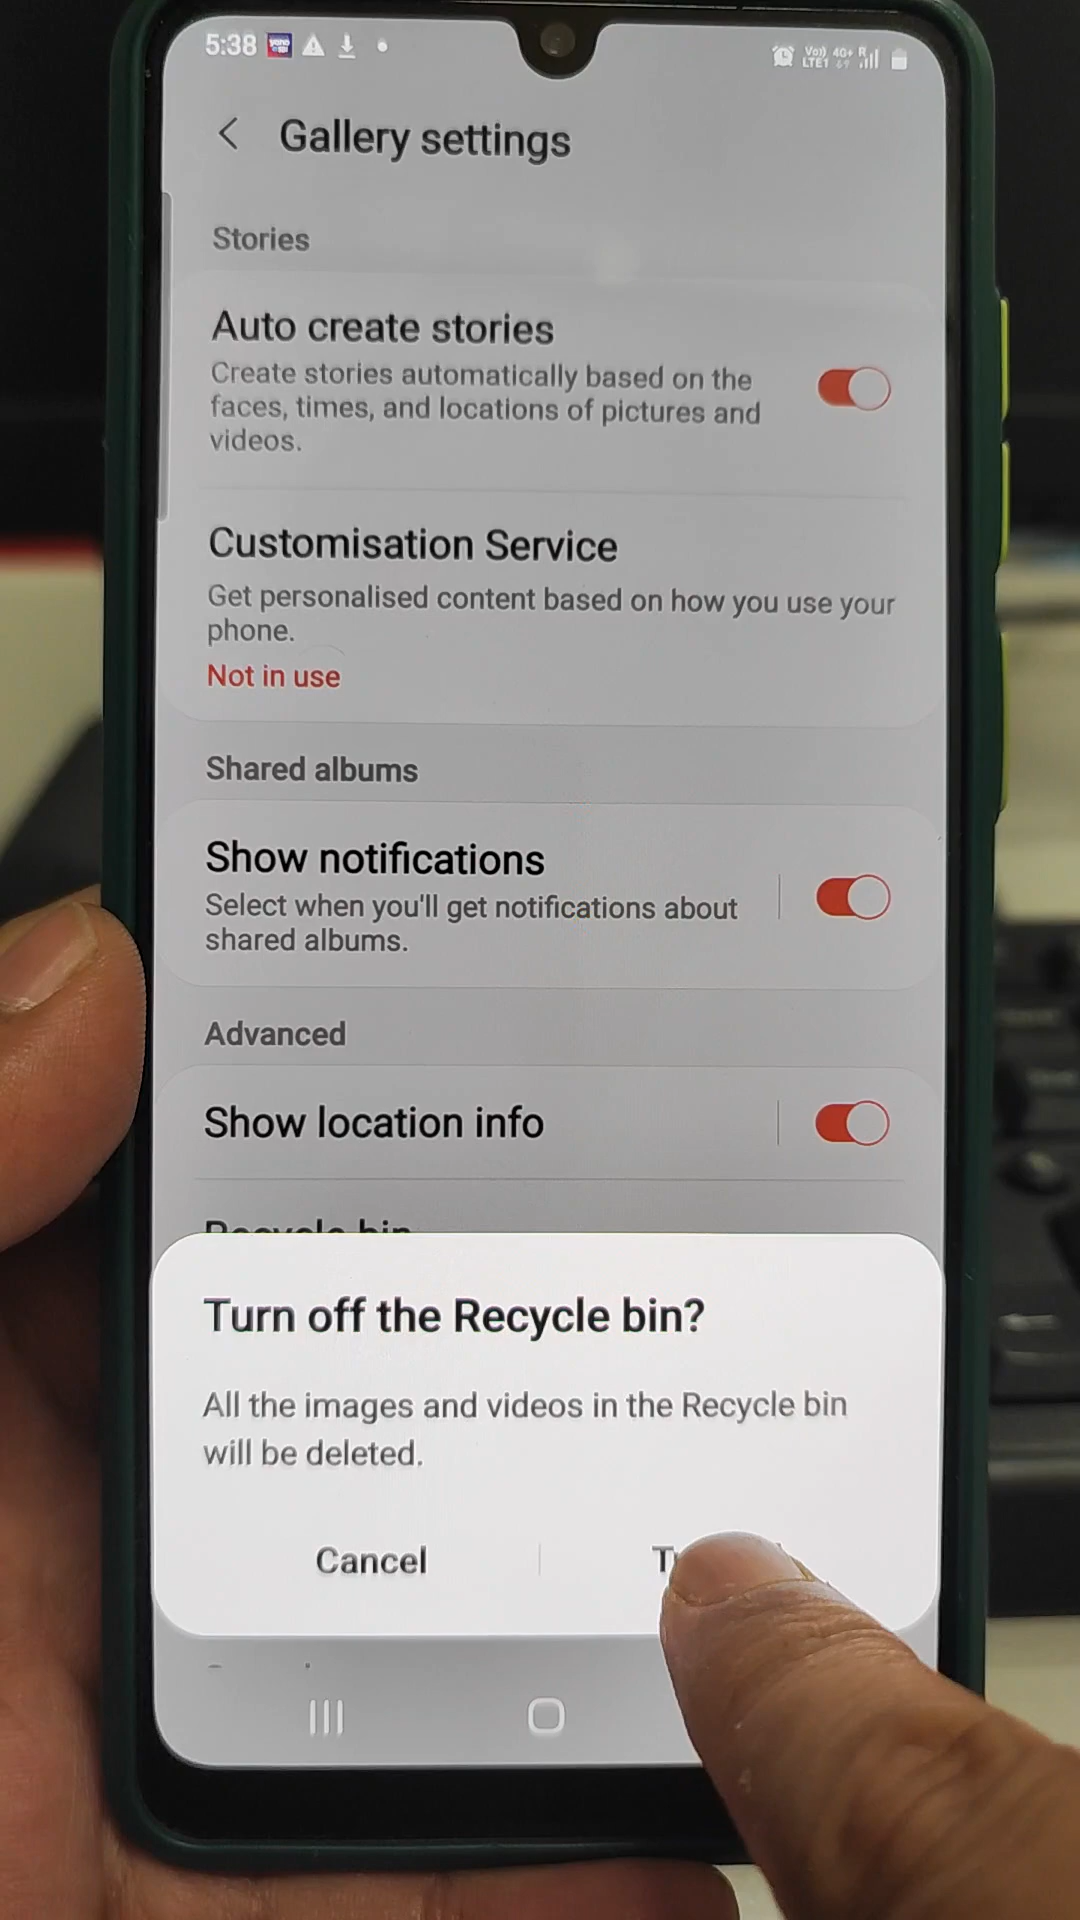 5:38
Gallery settings
Stories
Auto create stories
Create stories automatically based on the
faces, times, and locations of pictures and
videos.
Customisation Service
Get personalised content based on how you use your
phone.
Not in use
Shared albums
Show notifications
Select when you'll get notifications about
shared albums.
Advanced
Show location info
Recycle bin
Turn off the Recycle bin?
All the images and videos in the Recycle bin
will be deleted.
Cancel